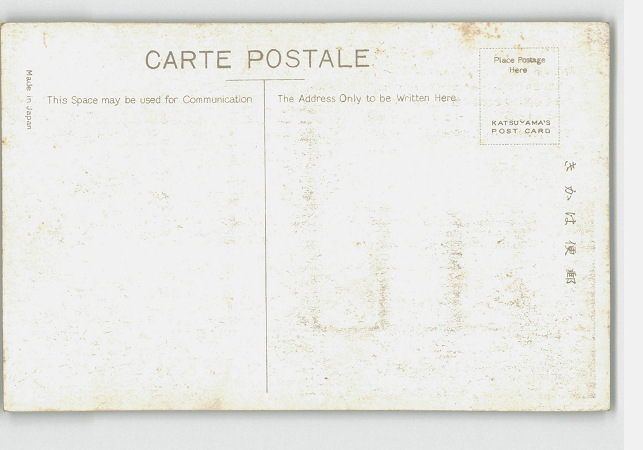 CARTE POSTALE
Made in Japan
This Space may be used for Communication
The Address Only to be Written Here
Place Postage
Here
KATSUYAMA'S
POST CARD
きかは便郵